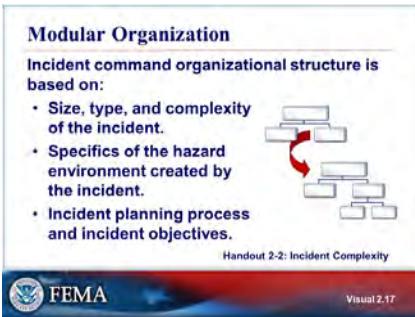 Modular Organization
Incident command organizational structure is
based on:
• Size, type, and complexity
of the incident.
• Specifics of the hazard
environment created by
the incident.
• Incident planning process
and incident objectives.
Handout 2-2: Incident Complexity
FEMA
Visual 2.17